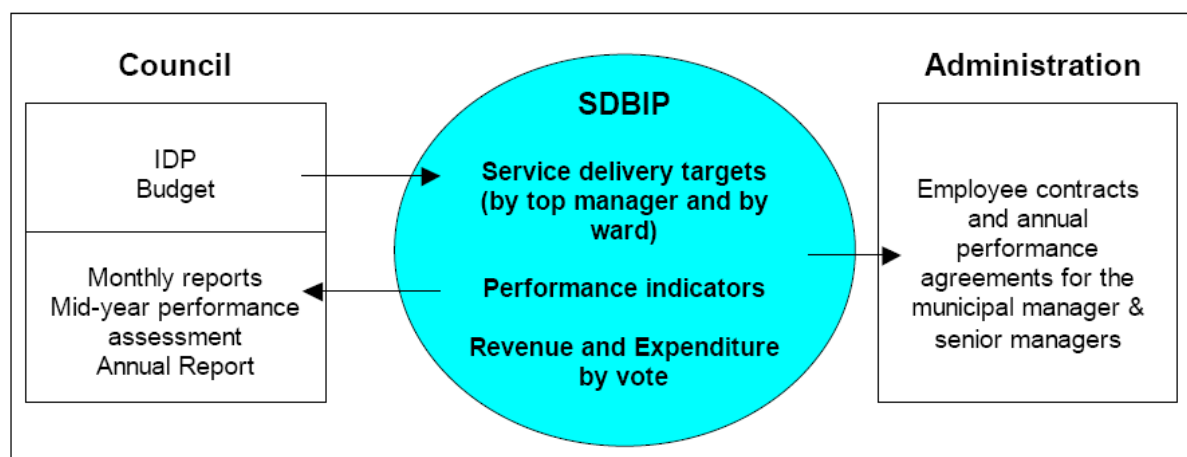 Council
IDP
Budget
Monthly reports
Mid-year performance
assessment
Annual Report
SDBIP
Service delivery targets
(by top manager and by
ward)
Performance indicators
Revenue and Expenditure
by vote
Administration
Employee contracts
and annual
performance
agreements for the
municipal manager &
senior managers